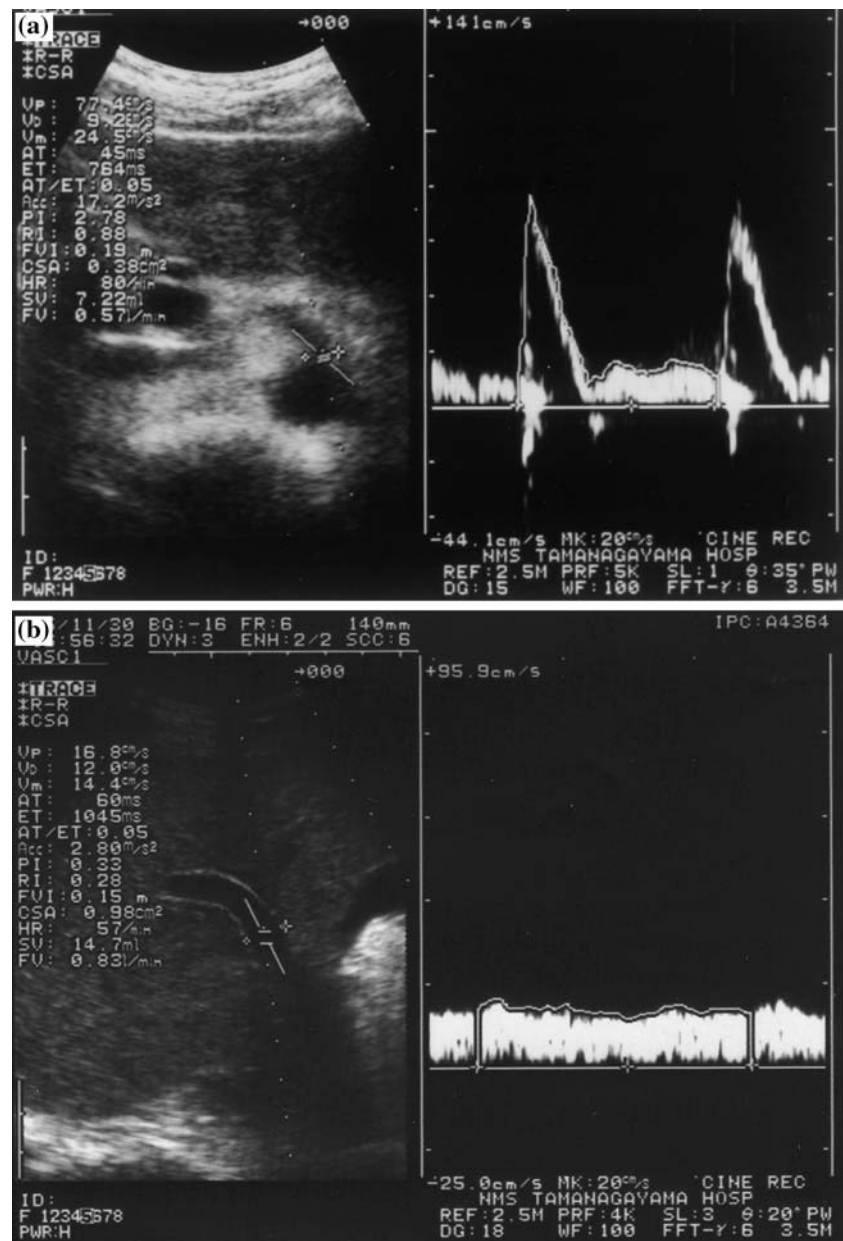 (a)
→000
*TRACE
*R-R
*CSA
VP: 77.4cm/s
VD: 9.2cm/s
Vm: 24.5cm/s
AT: 45ms
ET: 764ms
AT/ET:0.05
Acc: 17.2m/s2
PI: 2.78
RI: 0.88
FVI:0.19 m
CSA: 0.38cm2
HR: 80/min
SV: 7.22ml
FV: 0.57l/min
ID:
F 12345678
PWR:H
+141cm/s
-44.1cm/s MK:20cm/s 'CINE REC
NMS TAMANAGAYAMA HOSP
REF:2.5M PRF:5K SL:1 θ:35°PW
DG:15 WF:100 FFT-γ:6 3.5M
(b)
/11/30 BG:-16 FR:6 140mm
:56:32 DYN:3 ENH:2/2 SCC:6
VASC1
→000
*TRACE
*R-R
*CSA
VP: 16.8cm/s
VD: 12.0cm/s
Vm: 14.4cm/s
AT: 60ms
ET: 1045ms
AT/ET:0.05
Acc: 2.80m/s2
PI: 0.33
RI: 0.28
FVI:0.15 m
CSA: 0.98cm2
HR: 57/min
SV: 14.7ml
FV: 0.83l/min
ID:
F 12345678
PWR:H
IPC:A4364
+95.9cm/s
-25.0cm/s MK:20cm/s 'CINE REC
NMS TAMANAGAYAMA HOSP
REF:2.5M PRF:4K SL:3 θ:20°PW
DG:18 WF:100 FFT-γ:6 3.5M